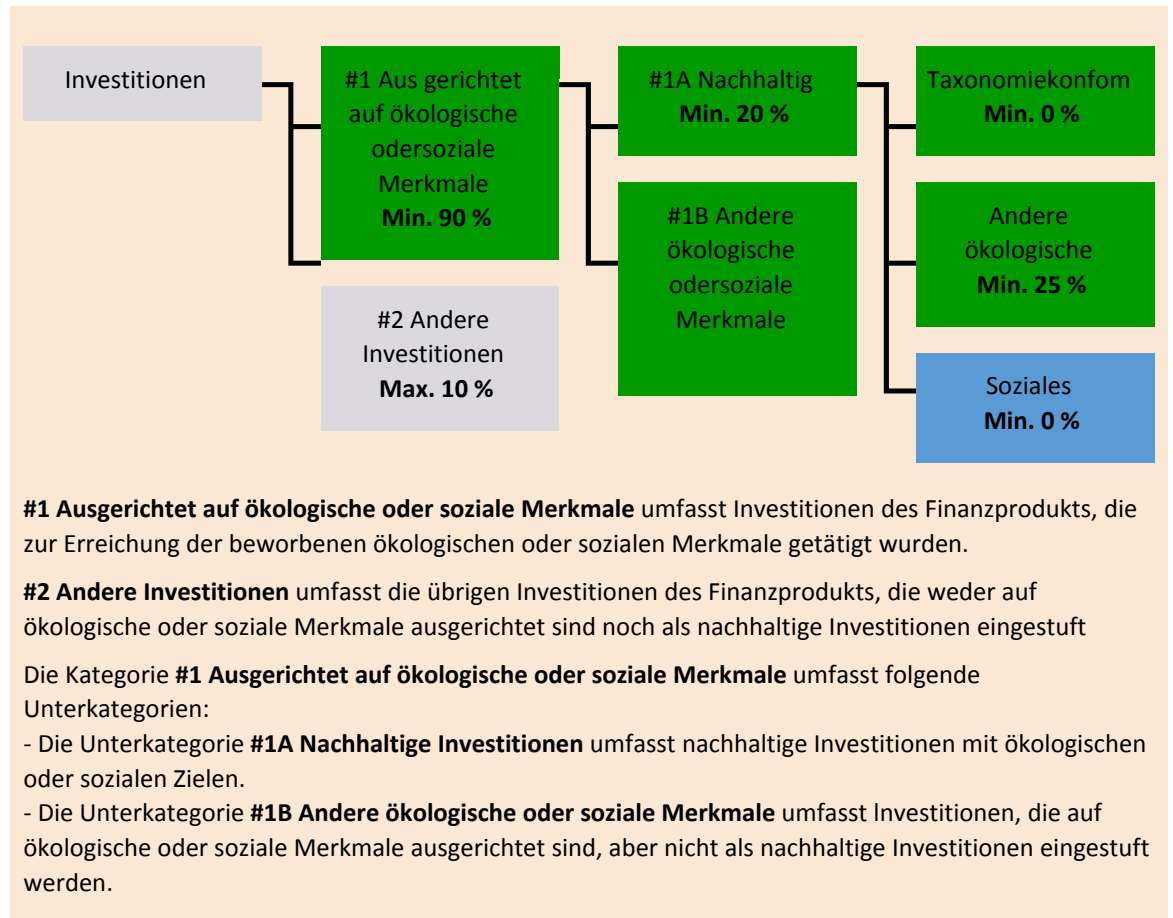 Investitionen
#1 Aus gerichtet
auf ökologische
odersoziale
Merkmale
Min. 90 %
#2 Andere
Investitionen
Max. 10 %
#1A Nachhaltig
Min. 20 %
#1B Andere
ökologische
odersoziale
Merkmale
Taxonomiekonfom
Min. 0 %
Andere
ökologische
Min. 25 %
Soziales
Min. 0 %
#1 Ausgerichtet auf ökologische oder soziale Merkmale umfasst Investitionen des Finanzprodukts, die
zur Erreichung der beworbenen ökologischen oder sozialen Merkmale getätigt wurden.
#2 Andere Investitionen umfasst die übrigen Investitionen des Finanzprodukts, die weder auf
ökologische oder soziale Merkmale ausgerichtet sind noch als nachhaltige Investitionen eingestuft
Die Kategorie #1 Ausgerichtet auf ökologische oder soziale Merkmale umfasst folgende
Unterkategorien:
- Die Unterkategorie #1A Nachhaltige Investitionen umfasst nachhaltige Investitionen mit ökologischen
oder sozialen Zielen.
- Die Unterkategorie #1B Andere ökologische oder soziale Merkmale umfasst lnvestitionen, die auf
ökologische oder soziale Merkmale ausgerichtet sind, aber nicht als nachhaltige Investitionen eingestuft
werden.